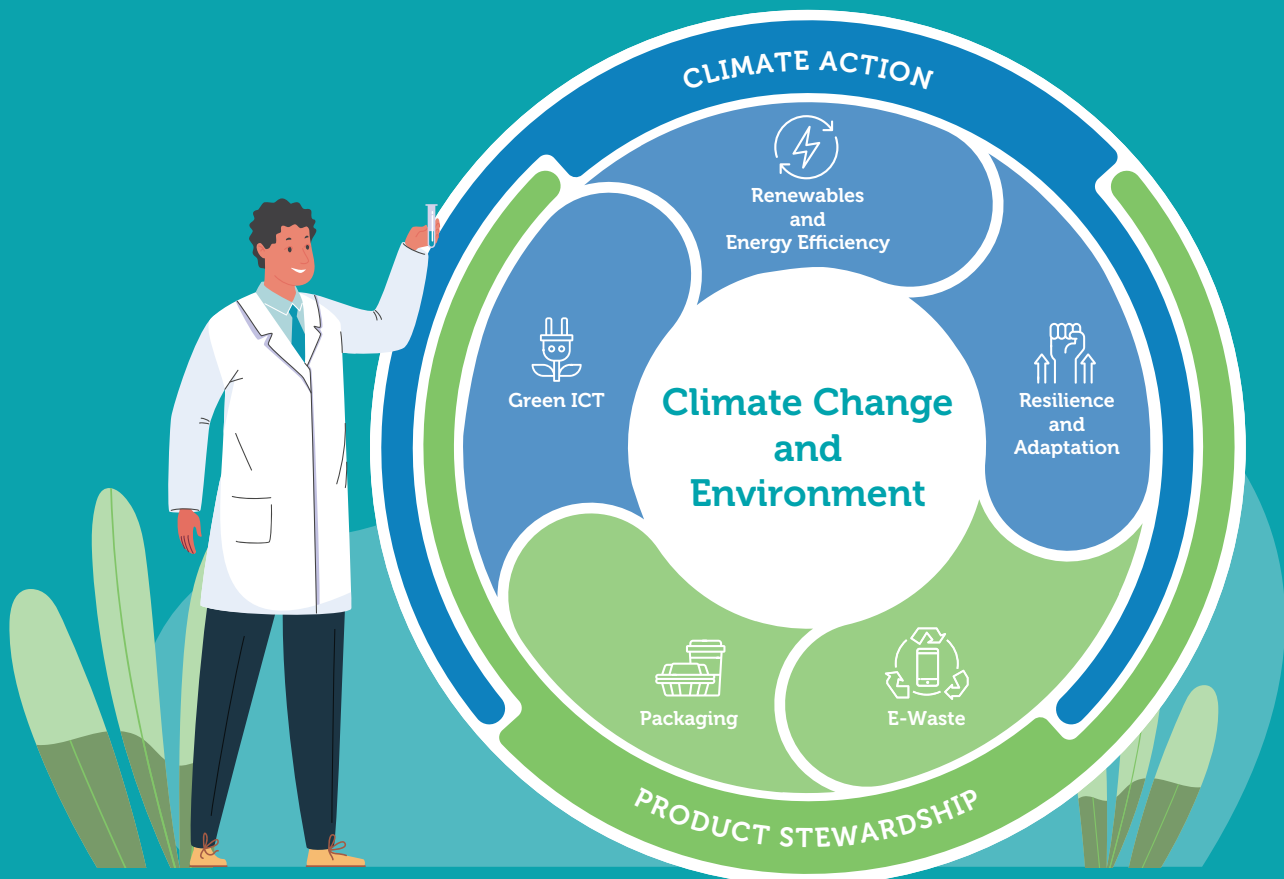 CLIMATE ACTION
Renewables
and
Energy Efficiency
Green ICT
Resilience
and
Adaptation
Climate Change
and
Environment
Packaging
E-Waste
PRODUCT STEWARDSHIP